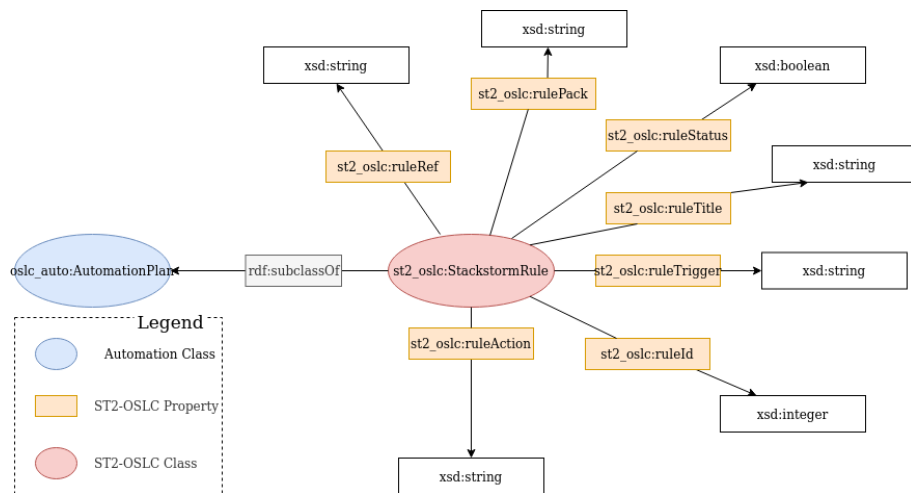 xsd:string
xsd:string
xsd:boolean
st2_oslc:rulePack
st2_oslc:ruleStatus
st2_oslc:ruleRef
xsd:string
st2_oslc:ruleTitle
oslc_auto:AutomationPlan
rdf:subclassOf
st2_oslc:StackstormRule
st2_oslc:ruleTrigger
xsd:string
Legend
Automation Class
st2_oslc:ruleAction
st2_oslc:ruleId
ST2-OSLC Property
xsd:integer
ST2-OSLC Class
xsd:string